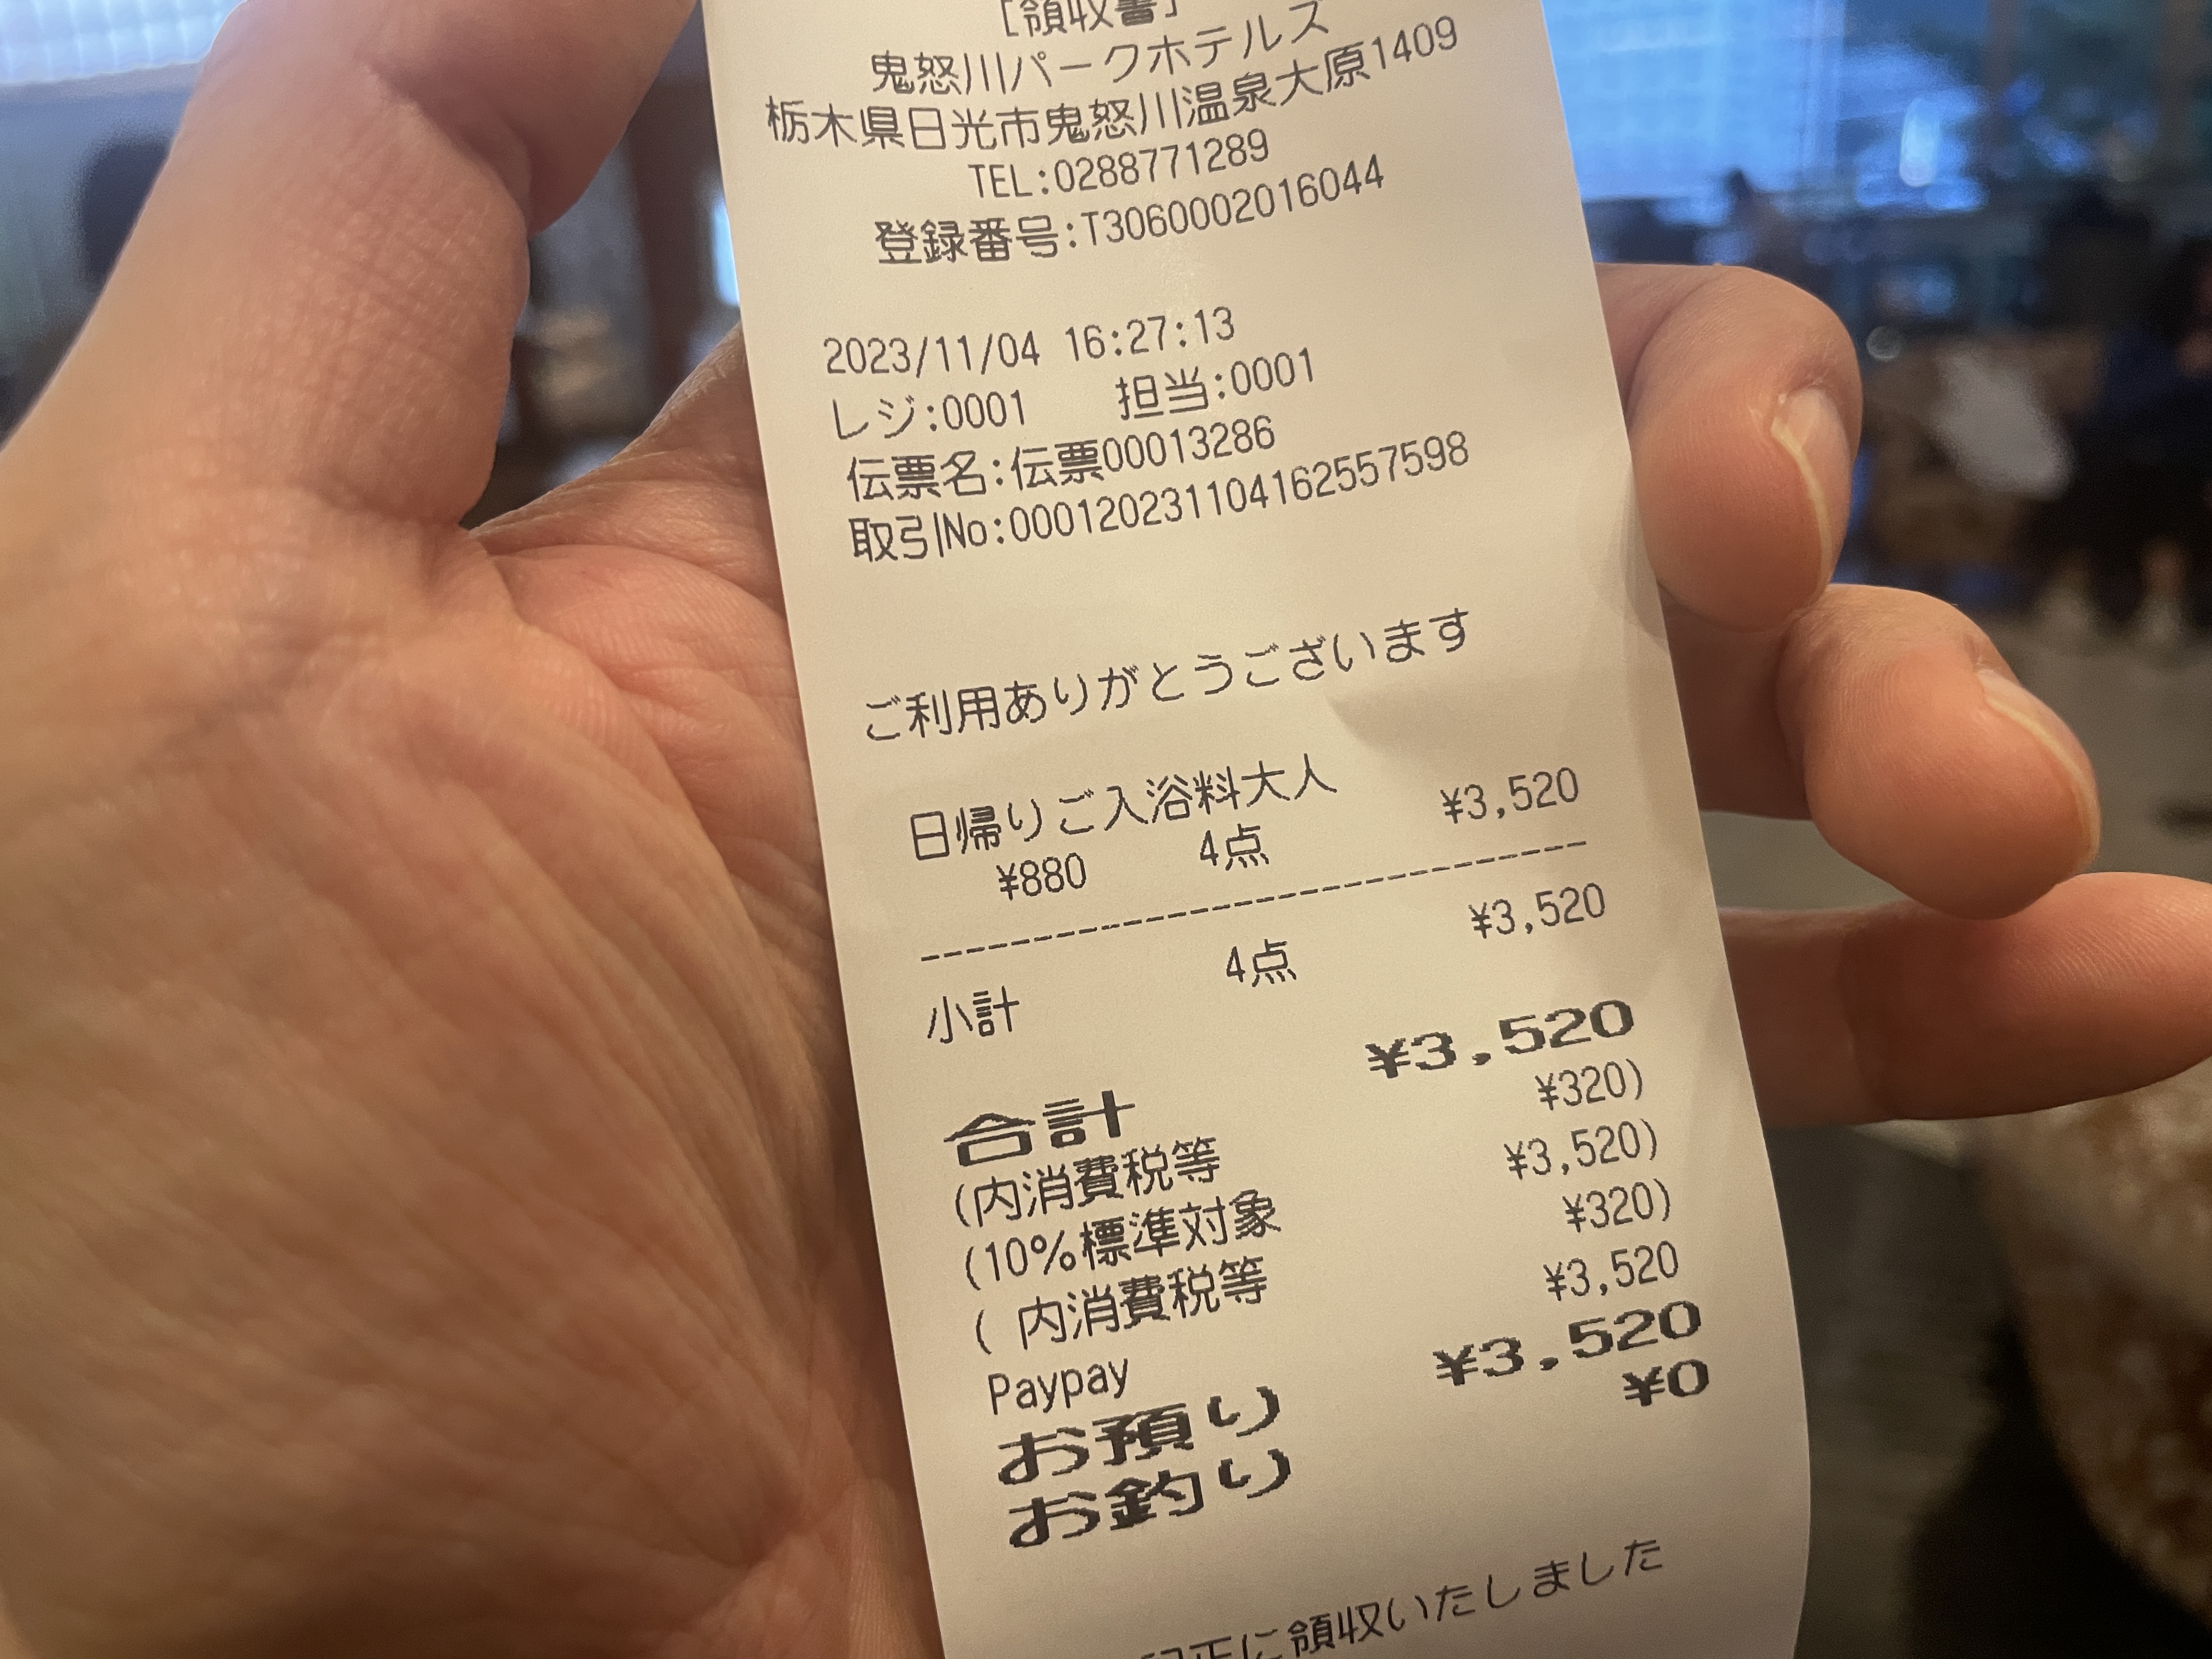 [領収書]
鬼怒川パークホテルズ
栃木県日光市鬼怒川温泉大原1409
TEL:0288771289
登録番号:T3060002016044
2023/11/04 16:27:13
レジ:0001 担当:0001
伝票名:伝票00013286
取引No:00012023110416255​7598
ご利用ありがとうございます
日帰りご入浴料大人
¥880 4点 ¥3,520
--------------------------------
小計 4点 ¥3,520
合計 ¥3,520
(内消費税等 ¥320)
(10%標準対象 ¥3,520)
( 内消費税等 ¥320)
Paypay ¥3,520
お預り ¥3,520
お釣り ¥0
記正に領収いたしました